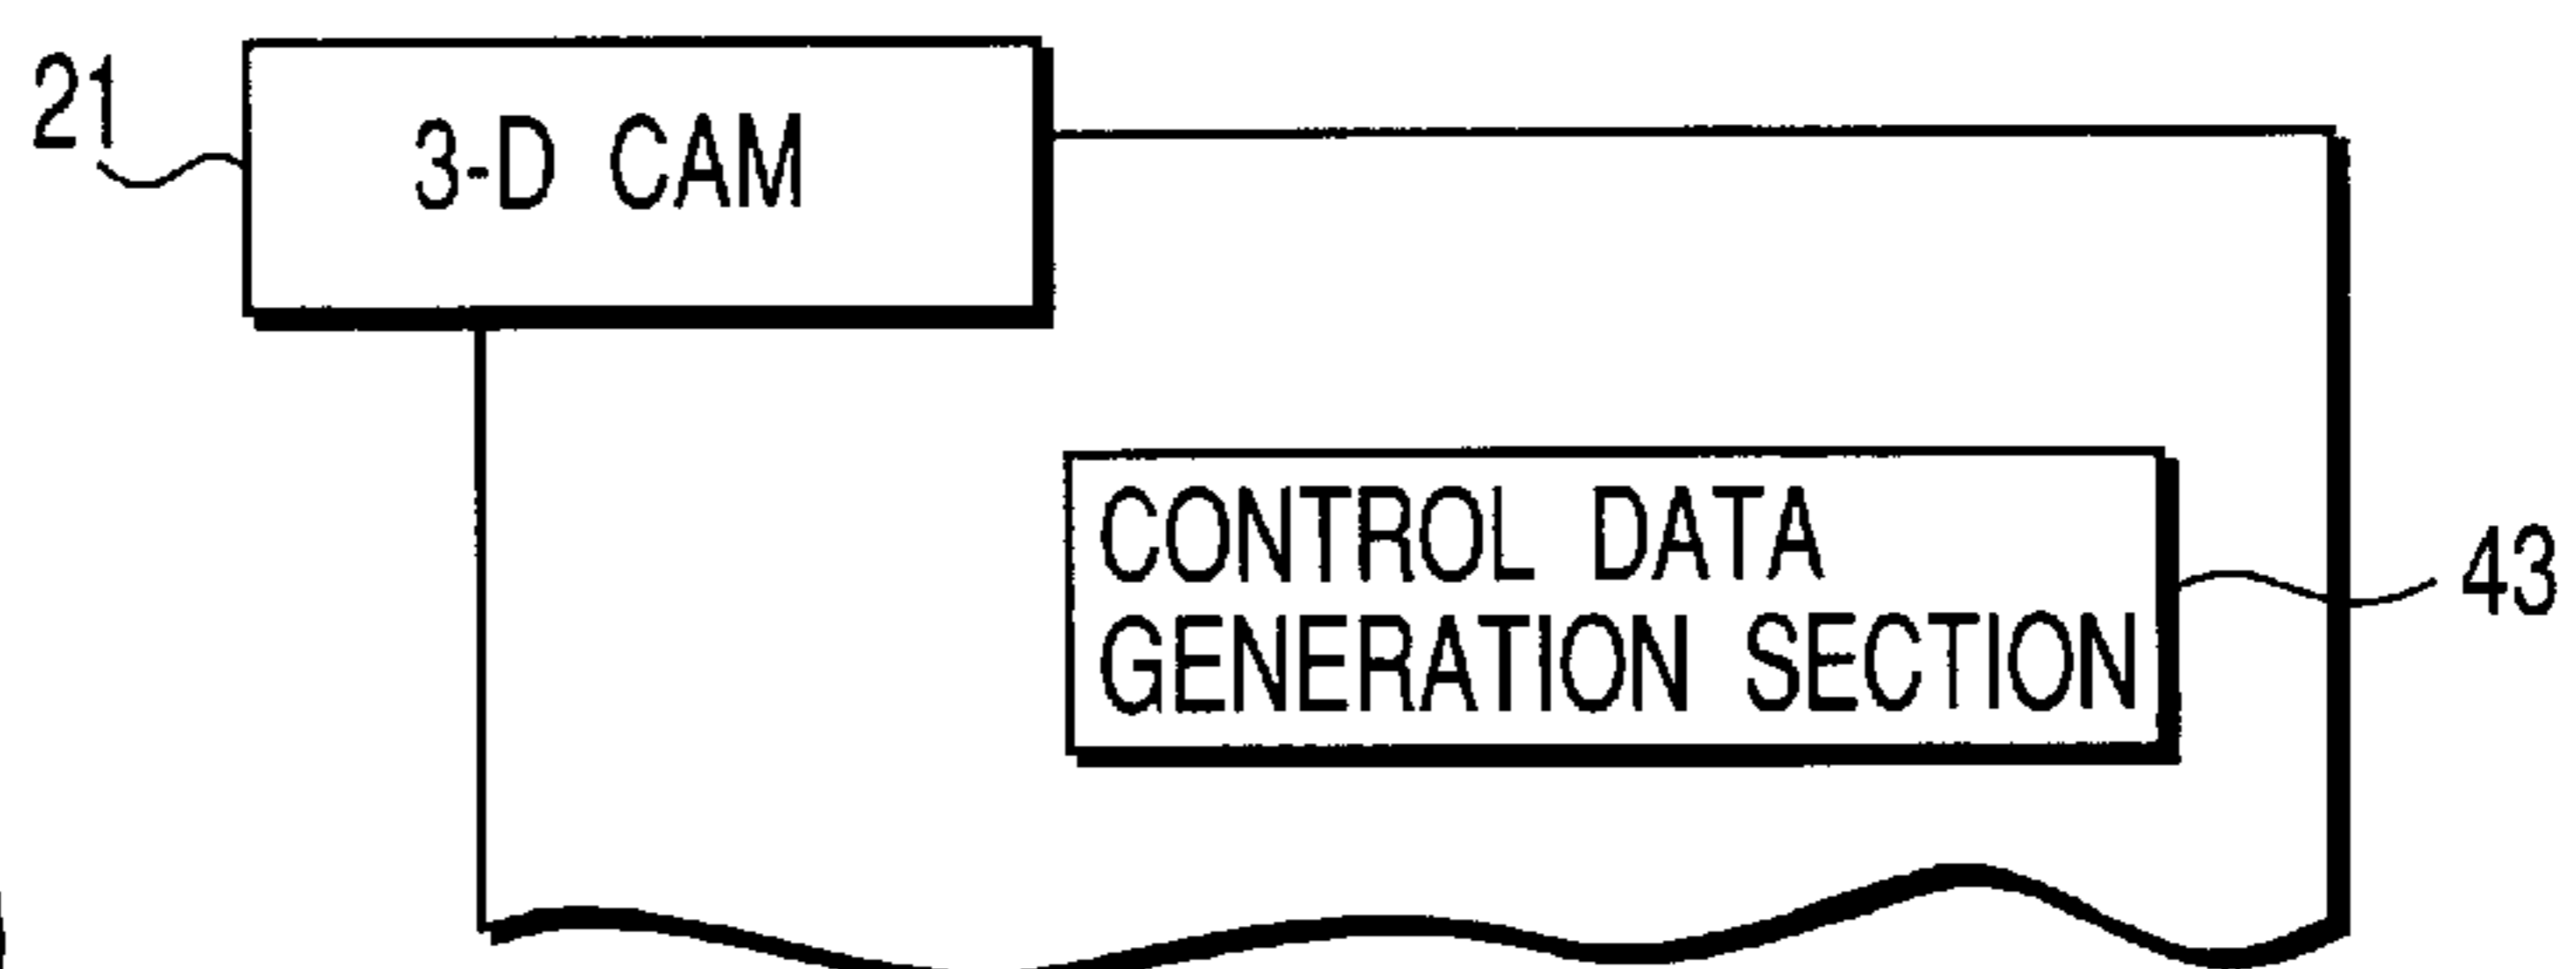 21
3-D CAM
CONTROL DATA
GENERATION SECTION
43